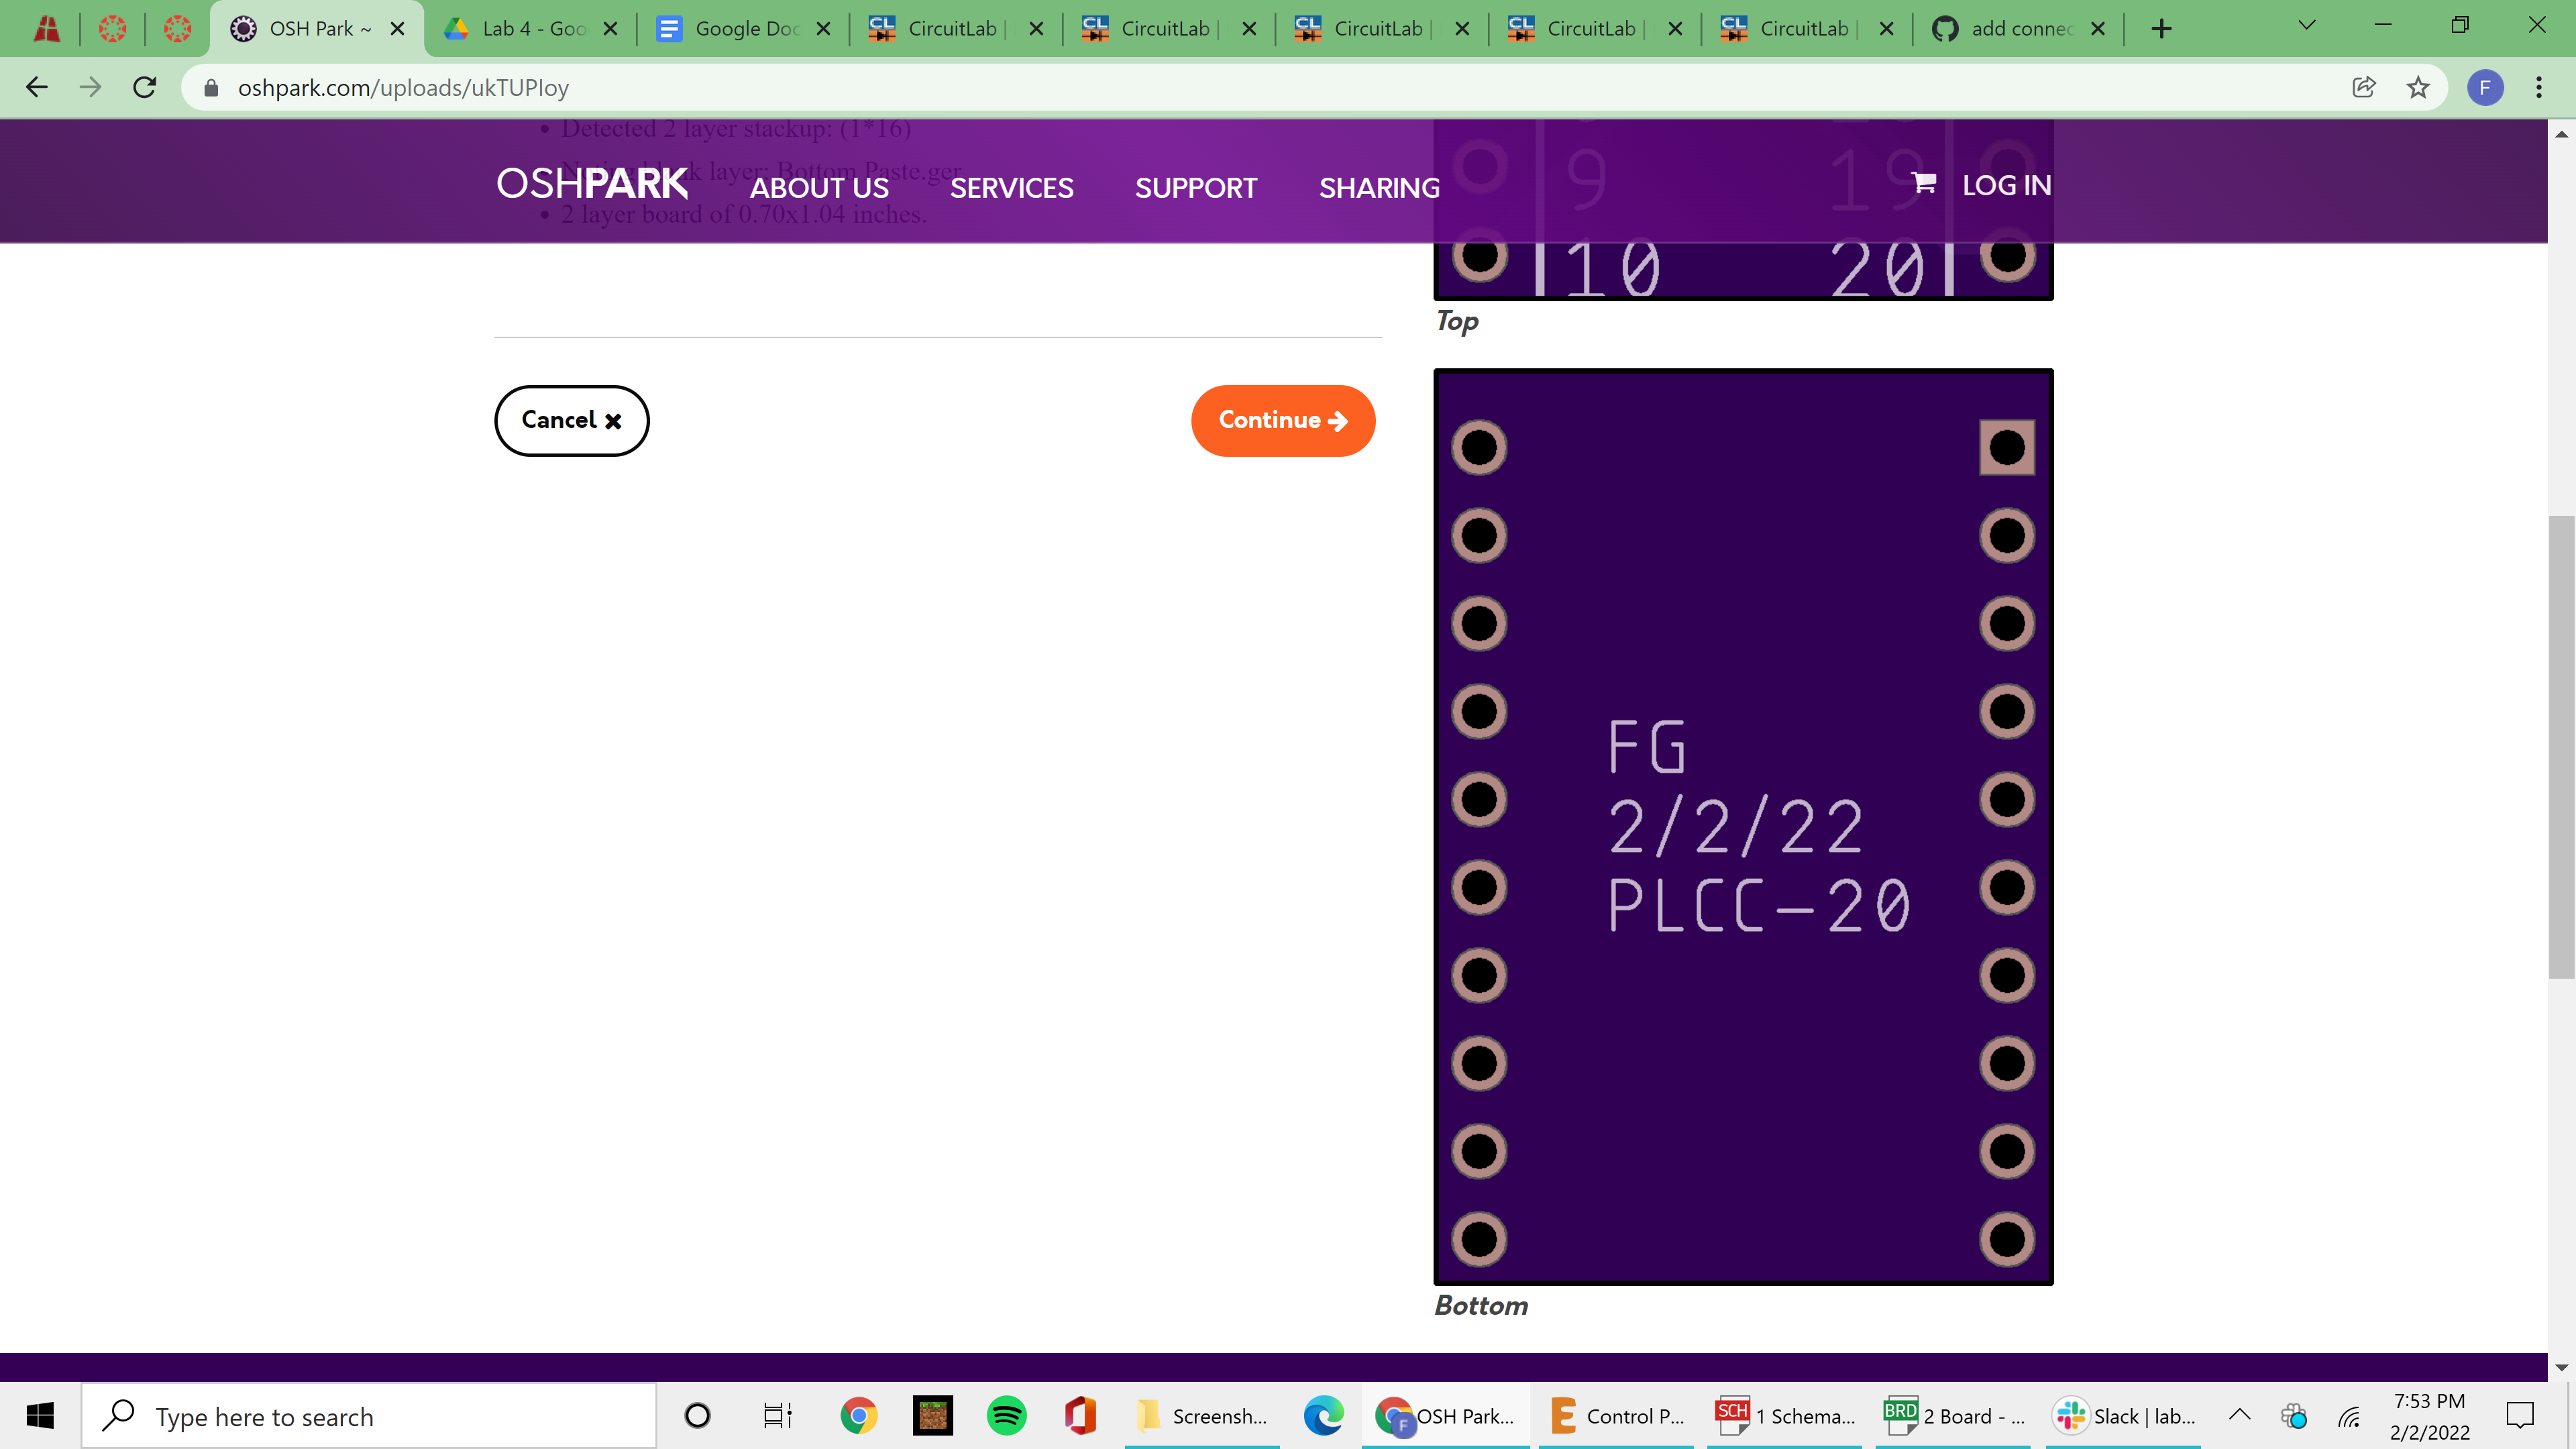 OSH Park ~
Lab 4 - Goo
Google Doc
CircuitLab |
CircuitLab |
CircuitLab |
CircuitLab |
CircuitLab |
add connec
oshpark.com/uploads/ukTUPloy
F
Detected 2 layer stackup: (1*16)
layer: Bottom Paste.ger
2 layer board of 0.70x1.04 inches.
OSHPARK
ABOUT US
SERVICES
SUPPORT
SHARING
LOG IN
9 19
10 20
Top
Cancel
Continue
FG
2/2/22
PLCC-20
Bottom
Type here to search
Screensh...
OSH Park...
Control P...
1 Schema...
2 Board - ...
Slack | lab...
7:53 PM
2/2/2022